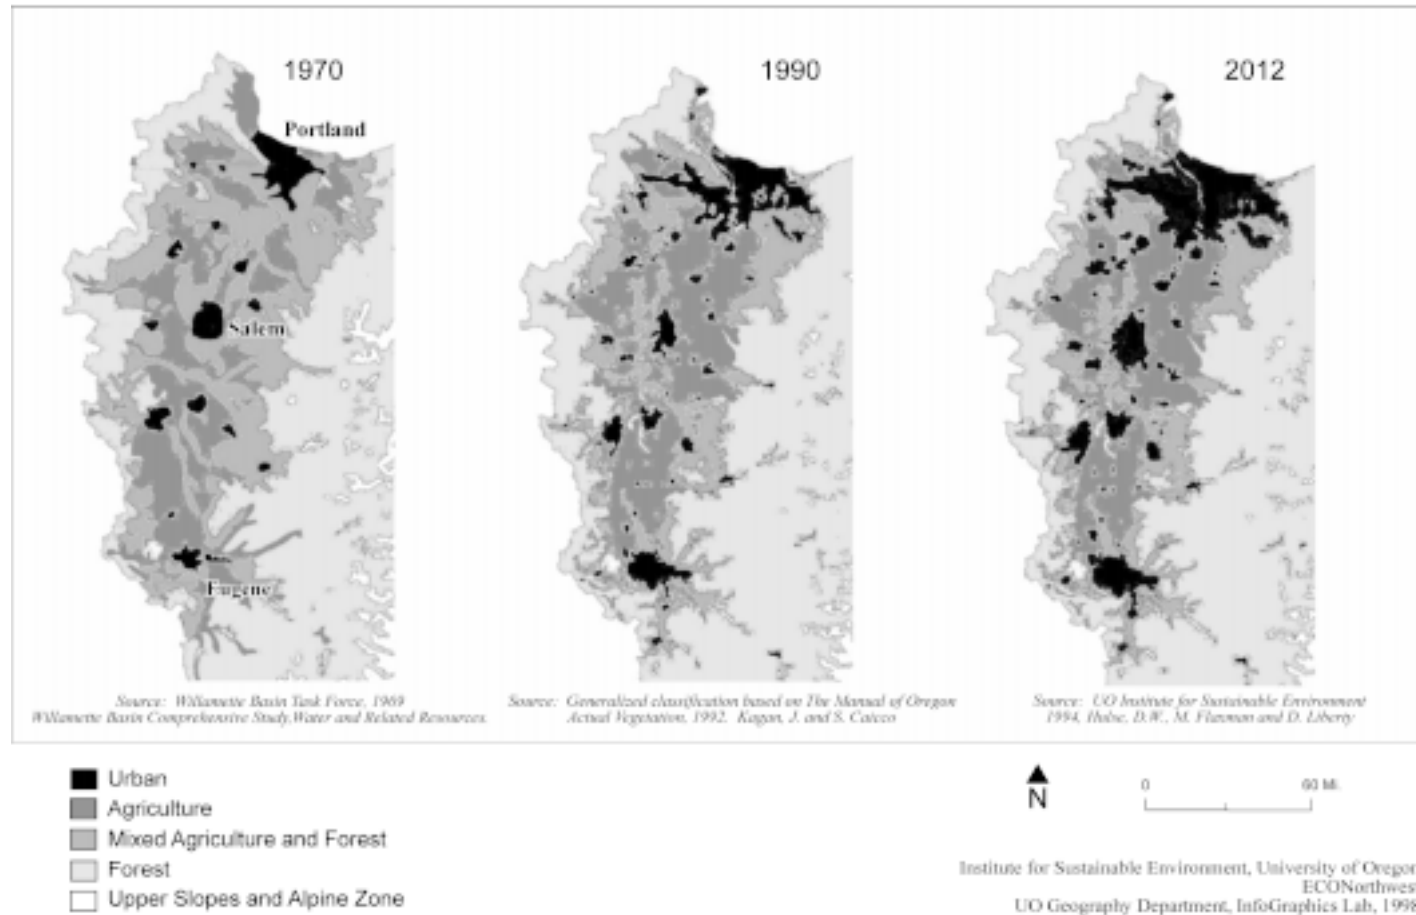 1970
1990
2012
Portland
Salem
Eugene
Source: Willamette Basin Task Force, 1969
Willamette Basin Comprehensive Study, Water and Related Resources.
Source: Generalized classification based on The Manual of Oregon
Actual Vegetation, 1992. Kagan, J. and S. Caicco
Source: UO Institute for Sustainable Environment
1994, Hulse, D.W., M. Flaxman and D. Liberty
Urban
Agriculture
Mixed Agriculture and Forest
Forest
Upper Slopes and Alpine Zone
N
0 60 Mi.
Institute for Sustainable Environment, University of Oregon
ECONorthwest
UO Geography Department, InfoGraphics Lab, 1998